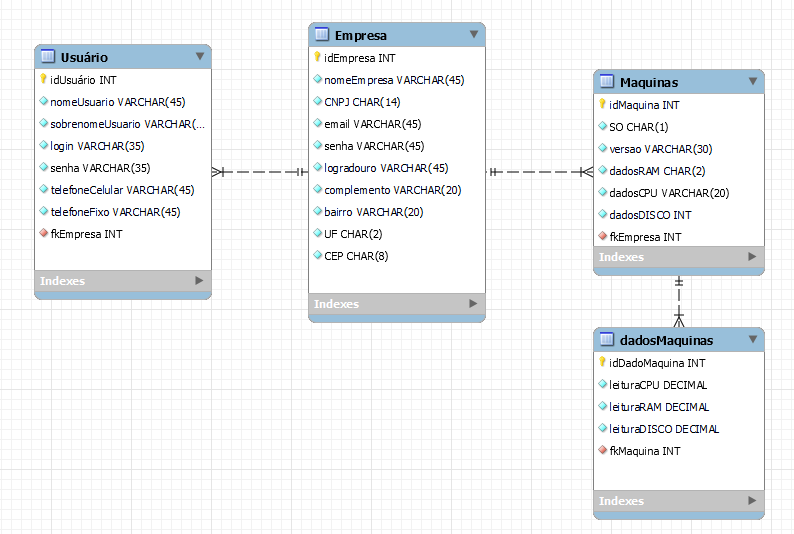 Usuário
idUsuário INT
nomeUsuario VARCHAR(45)
sobrenomeUsuario VARCHAR(...
login VARCHAR(35)
senha VARCHAR(35)
telefoneCelular VARCHAR(45)
telefoneFixo VARCHAR(45)
fkEmpresa INT
Indexes
Empresa
idEmpresa INT
nomeEmpresa VARCHAR(45)
CNPJ CHAR(14)
email VARCHAR(45)
senha VARCHAR(45)
logradouro VARCHAR(45)
complemento VARCHAR(20)
bairro VARCHAR(20)
UF CHAR(2)
CEP CHAR(8)
Indexes
Maquinas
idMaquina INT
SO CHAR(1)
versao VARCHAR(30)
dadosRAM CHAR(2)
dadosCPU VARCHAR(20)
dadosDISCO INT
fkEmpresa INT
Indexes
dadosMaquinas
idDadoMaquina INT
leituraCPU DECIMAL
leituraRAM DECIMAL
leituraDISCO DECIMAL
fkMaquina INT
Indexes